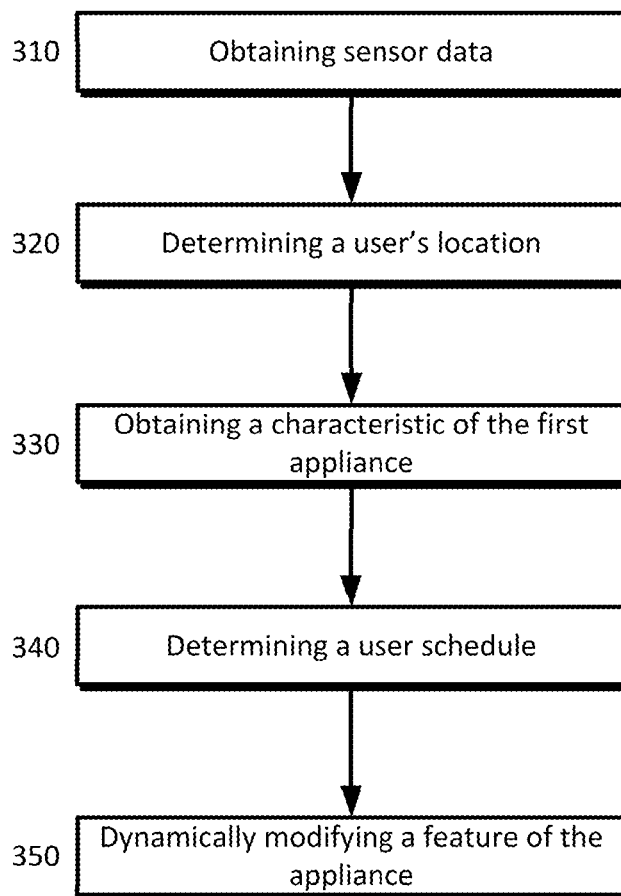 310
Obtaining sensor data
320
Determining a user's location
330
Obtaining a characteristic of the first
appliance
340
Determining a user schedule
350
Dynamically modifying a feature of the
appliance